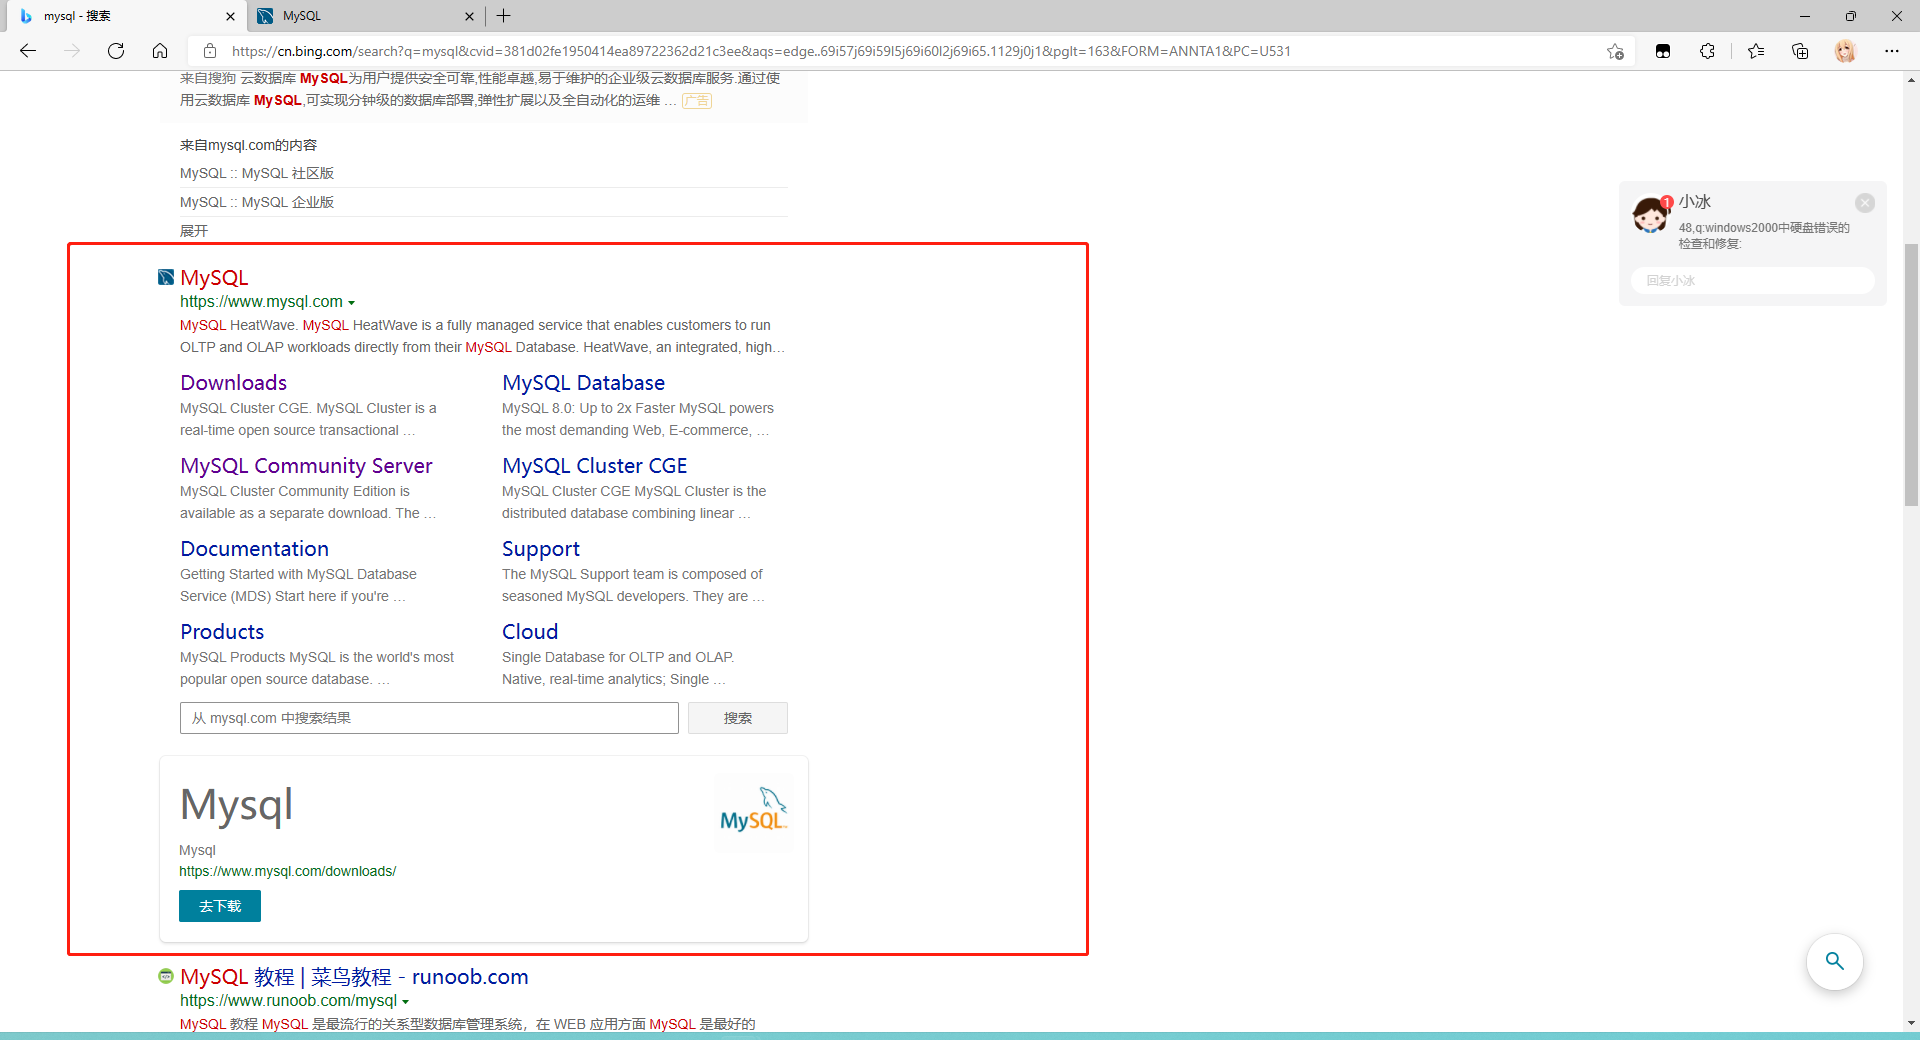 mysql - 搜索
MySQL
https://cn.bing.com/search?q=mysql&cvid=381d02fe1950414ea89722362d21c3ee&aqs=edge..69i57j69i59l5j69i60l2j69i65.1129j0j1&pglt=163&FORM=ANNTA1&PC=U531
来自搜狗 云数据库 MySQL为用户提供安全可靠,性能卓越,易于维护的企业级云数据库服务.通过使
用云数据库 MySQL,可实现分钟级的数据库部署,弹性扩展以及全自动化的运维 … 广告
来自mysql.com的内容
MySQL :: MySQL 社区版
MySQL :: MySQL 企业版
展开
1
小冰
48,q:windows2000中硬盘错误的
检查和修复:
回复小冰
MySQL
https://www.mysql.com
MySQL HeatWave. MySQL HeatWave is a fully managed service that enables customers to run
OLTP and OLAP workloads directly from their MySQL Database. HeatWave, an integrated, high…
Downloads
MySQL Cluster CGE. MySQL Cluster is a
real-time open source transactional …
MySQL Database
MySQL 8.0: Up to 2x Faster MySQL powers
the most demanding Web, E-commerce, …
MySQL Community Server
MySQL Cluster Community Edition is
available as a separate download. The …
MySQL Cluster CGE
MySQL Cluster CGE MySQL Cluster is the
distributed database combining linear …
Documentation
Getting Started with MySQL Database
Service (MDS) Start here if you're …
Support
The MySQL Support team is composed of
seasoned MySQL developers. They are …
Products
MySQL Products MySQL is the world's most
popular open source database. …
Cloud
Single Database for OLTP and OLAP.
Native, real-time analytics; Single …
从 mysql.com 中搜索结果
搜索
Mysql
MySQL
Mysql
https://www.mysql.com/downloads/
去下载
MySQL 教程 | 菜鸟教程 - runoob.com
https://www.runoob.com/mysql
MySQL 教程 MySQL 是最流行的关系型数据库管理系统，在 WEB 应用方面 MySQL 是最好的